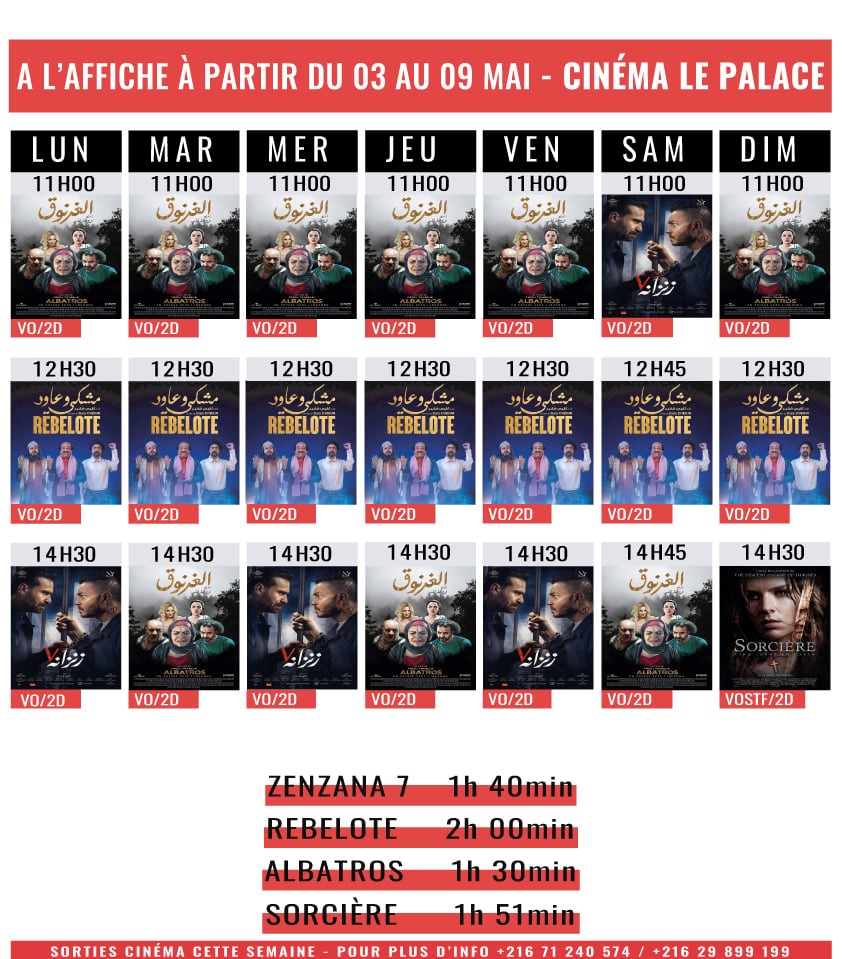 A L’AFFICHE À PARTIR DU 03 AU 09 MAI - CINÉMA LE PALACE
LUN MAR MER JEU VEN SAM DIM
11H00 11H00 11H00 11H00 11H00 11H00 11H00
الغرنوق الغرنوق الغرنوق الغرنوق الغرنوق الغرنوق
ALBATROS ALBATROS ALBATROS ALBATROS ALBATROS زنزانة 7 ALBATROS
VO/2D VO/2D VO/2D VO/2D VO/2D VO/2D VO/2D
12H30 12H30 12H30 12H30 12H30 12H45 12H30
مشكي وعاود مشكي وعاود مشكي وعاود مشكي وعاود مشكي وعاود مشكي وعاود مشكي وعاود
REBELOTE REBELOTE REBELOTE REBELOTE REBELOTE REBELOTE REBELOTE
VO/2D VO/2D VO/2D VO/2D VO/2D VO/2D VO/2D
14H30 14H30 14H30 14H30 14H30 14H45 14H30
الغرنوق الغرنوق الغرنوق
SORCIÈRE
زنزانة 7 ALBATROS زنزانة 7 ALBATROS زنزانة 7 ALBATROS
VO/2D VO/2D VO/2D VO/2D VO/2D VO/2D VOSTF/2D
ZENZANA 7 1h 40min
REBELOTE 2h 00min
ALBATROS 1h 30min
SORCIÈRE 1h 51min
SORTIES CINÉMA CETTE SEMAINE - POUR PLUS D’INFO +216 71 240 574 / +216 29 899 199